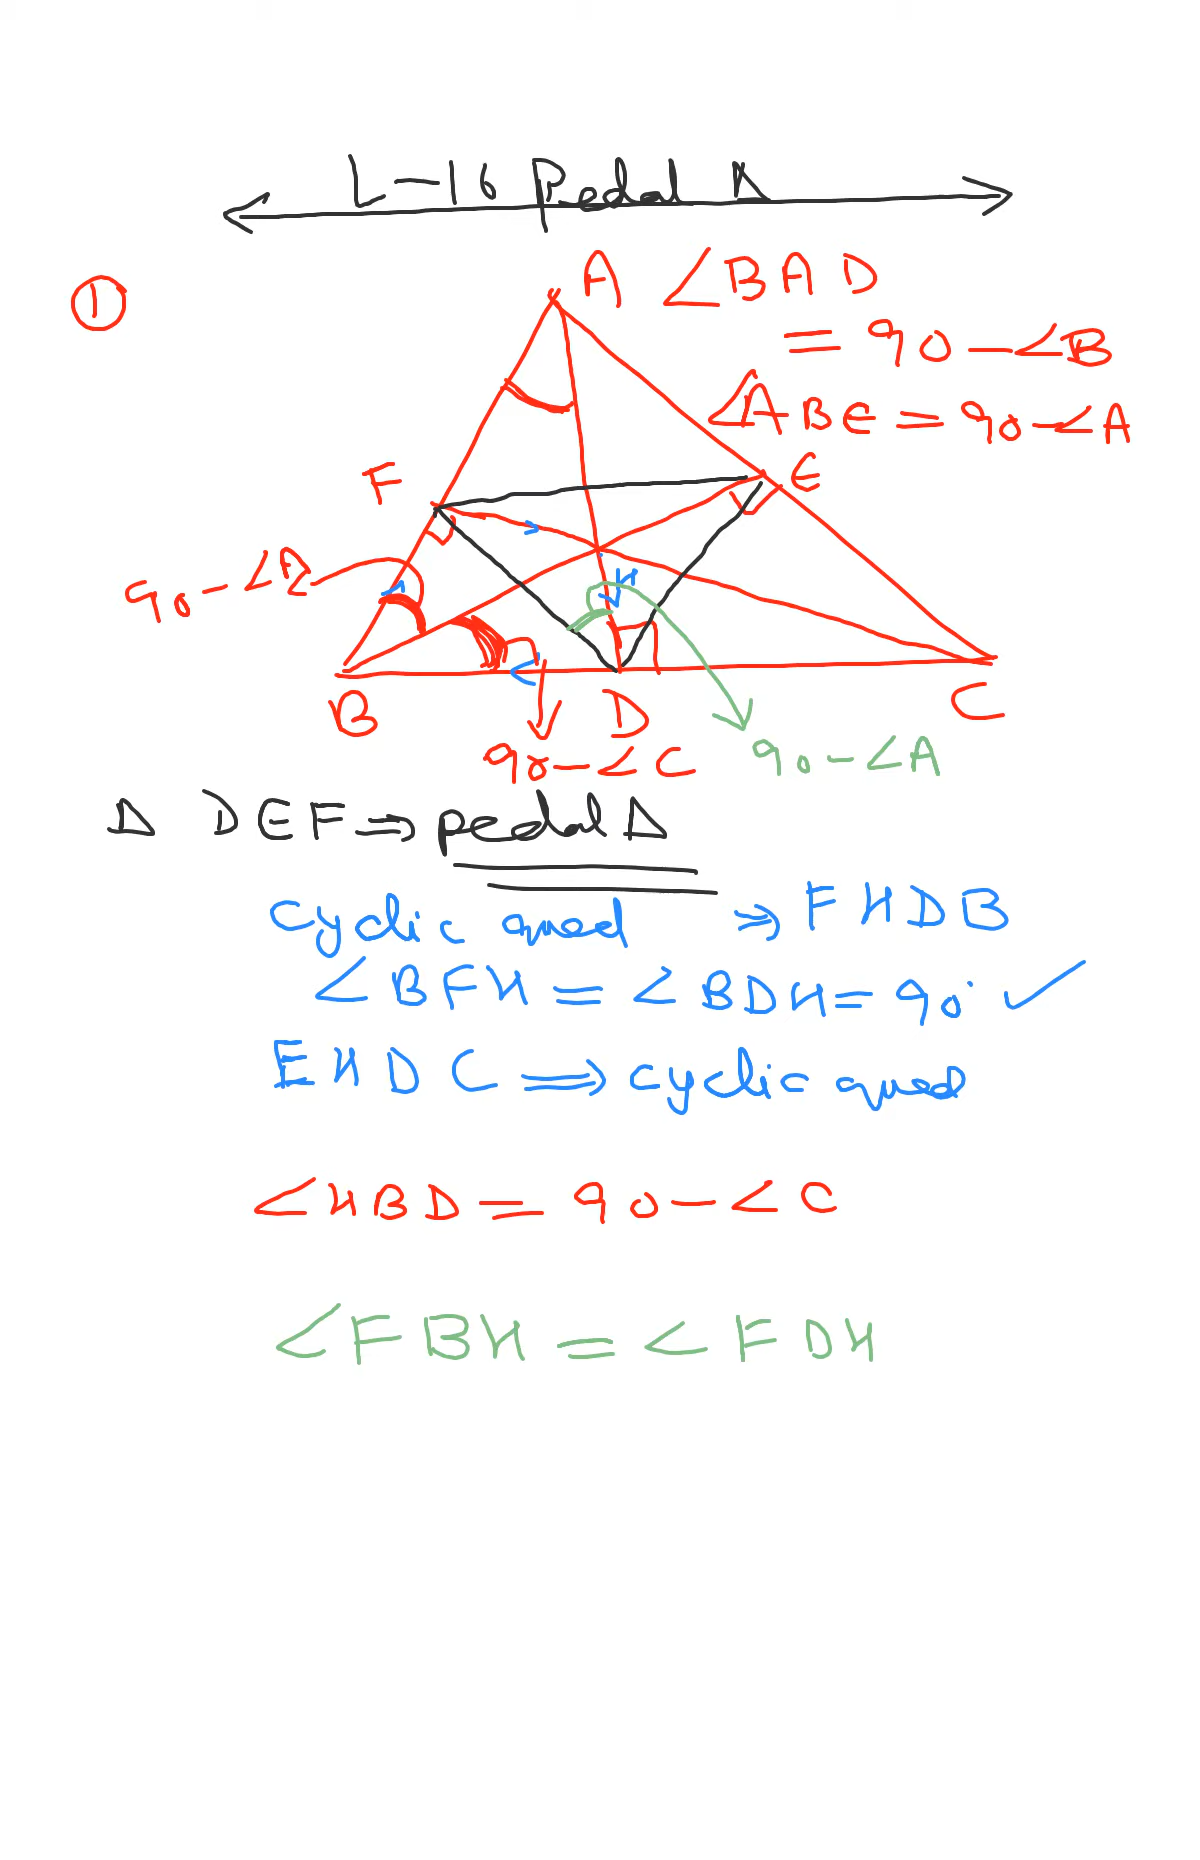 L-16 Pedal Δ
①
A
∠BAD
= 90-∠B
∠ABE = 90-∠A
F
E
90-∠A
H
B
D
C
90-∠C
90-∠A
Δ DEF ⇒ pedal Δ
cyclic quad ⇒ FHDB
∠BFH = ∠BDH = 90° ✓
EHDC ⇒ cyclic quad
∠HBD = 90-∠C
∠FBH = ∠FDH